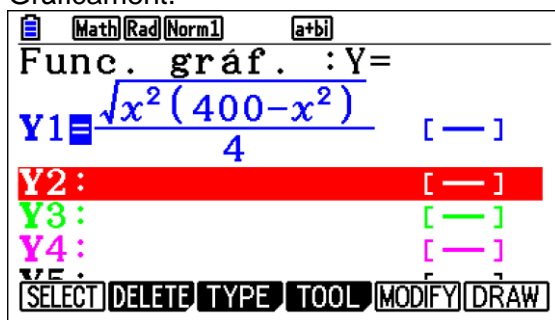 Gràficament:
Math Rad Norm1 a+bi
Func. gráf. :Y=
Y1=√x²(400-x²)/4 [—]
Y2: [—]
Y3: [—]
Y4: [—]
Y5:
SELECT DELETE TYPE TOOL MODIFY DRAW